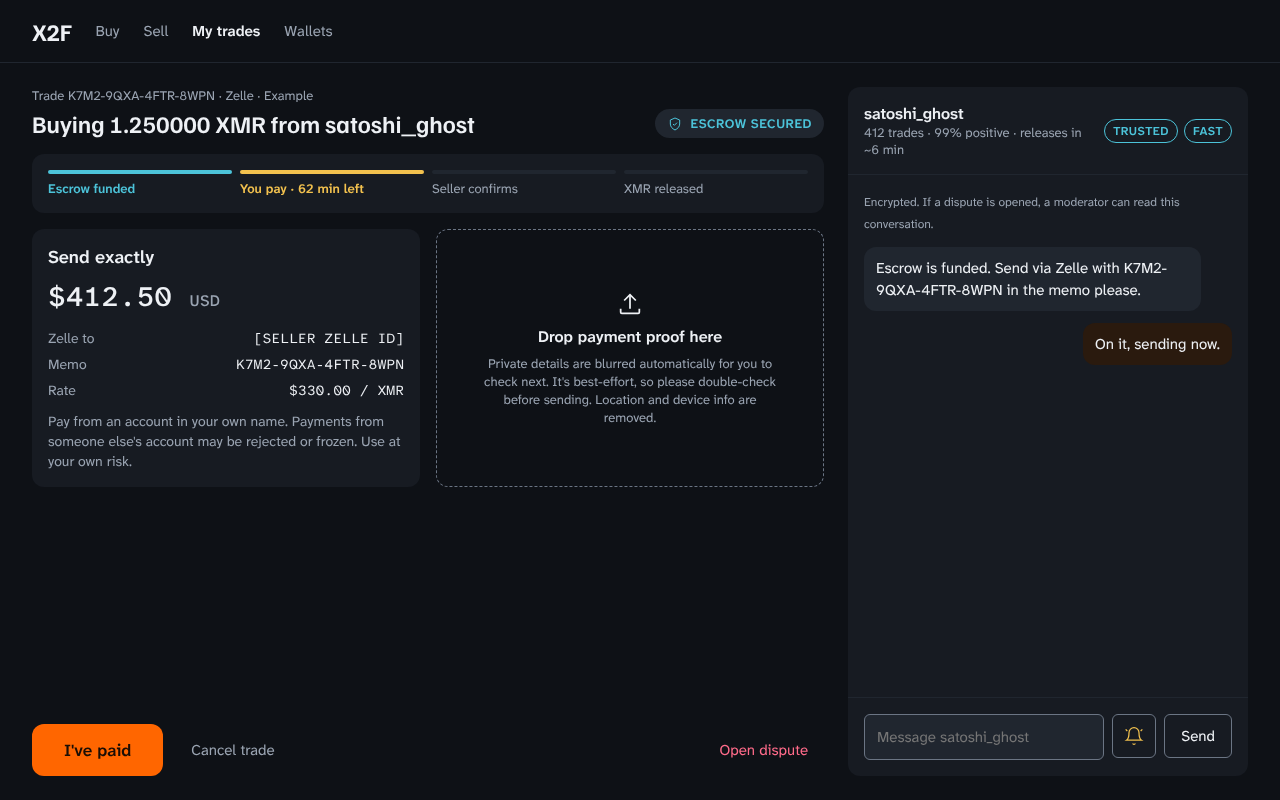 X2F Buy Sell My trades Wallets
Trade K7M2-9QXA-4FTR-8WPN · Zelle · Example
Buying 1.250000 XMR from satoshi_ghost
ESCROW SECURED
Escrow funded
You pay · 62 min left
Seller confirms
XMR released
Send exactly
$412.50 USD
Zelle to [SELLER ZELLE ID]
Memo K7M2-9QXA-4FTR-8WPN
Rate $330.00 / XMR
Pay from an account in your own name. Payments from
someone else's account may be rejected or frozen. Use at
your own risk.
Drop payment proof here
Private details are blurred automatically for you to
check next. It's best-effort, so please double-check
before sending. Location and device info are
removed.
I've paid
Cancel trade
Open dispute
satoshi_ghost
412 trades · 99% positive · releases in
~6 min
TRUSTED
FAST
Encrypted. If a dispute is opened, a moderator can read this
conversation.
Escrow is funded. Send via Zelle with K7M2-
9QXA-4FTR-8WPN in the memo please.
On it, sending now.
Message satoshi_ghost
Send